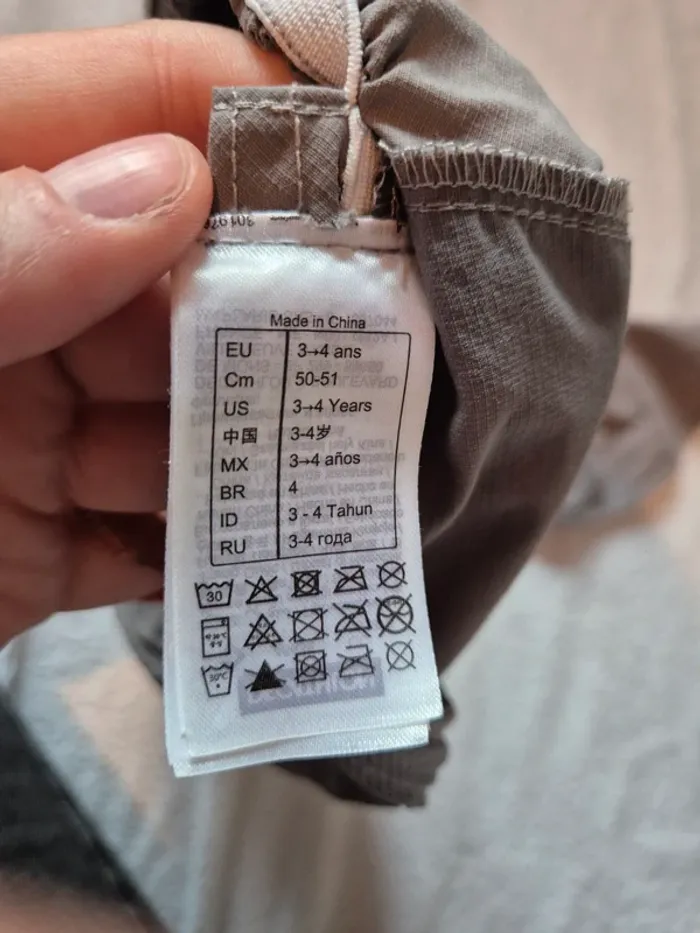 Made in China
EU 3→4 ans
Cm 50-51
US 3→4 Years
中国 3-4岁
MX 3→4 años
BR 4
ID 3 - 4 Tahun
RU 3-4 года
30
30°C